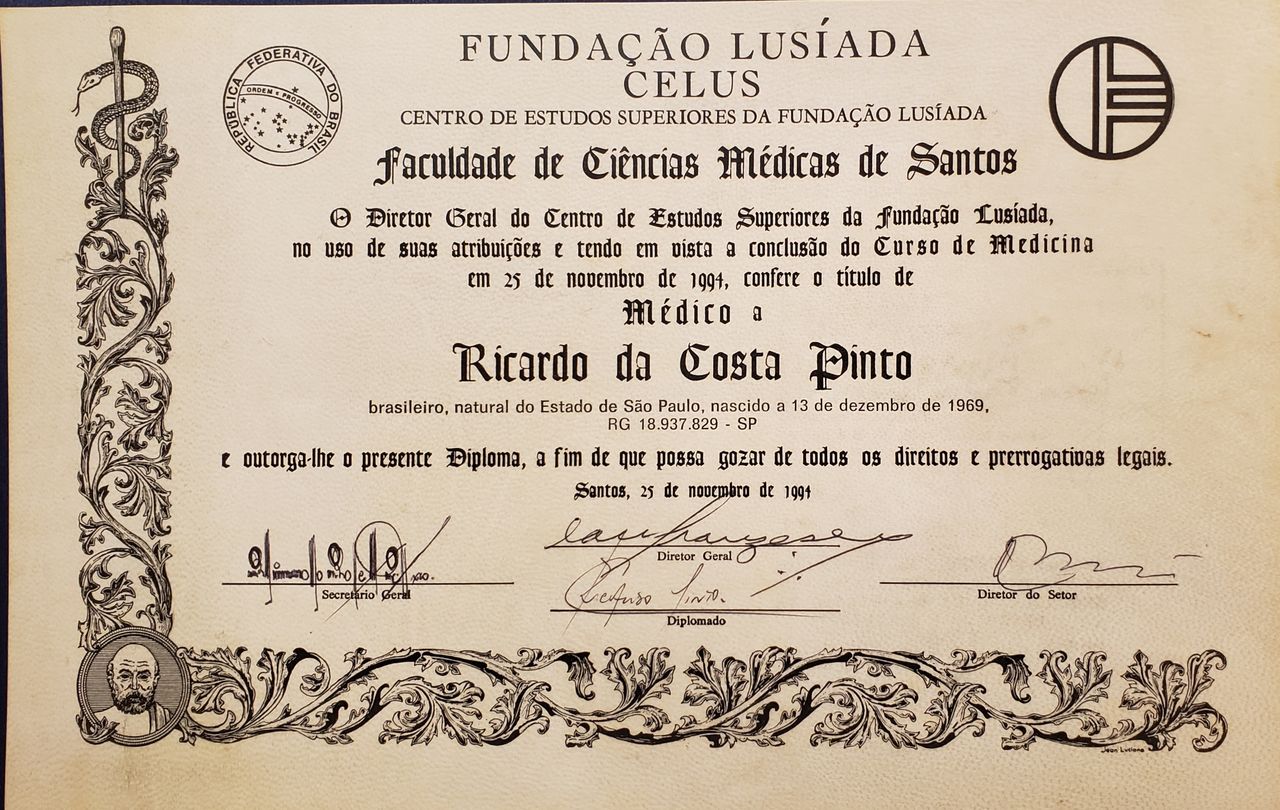 FUNDAÇÃO LUSÍADA
CELUS
CENTRO DE ESTUDOS SUPERIORES DA FUNDAÇÃO LUSÍADA
REPÚBLICA FEDERATIVA DO BRASIL
ORDEM E PROGRESSO
Faculdade de Ciências Médicas de Santos
O Diretor Geral do Centro de Estudos Superiores da Fundação Lusíada,
no uso de suas atribuições e tendo em vista a conclusão do Curso de Medicina
em 25 de novembro de 1994, confere o título de
Médico a
Ricardo da Costa Pinto
brasileiro, natural do Estado de São Paulo, nascido a 13 de dezembro de 1969,
RG 18.937.829 - SP
e outorga-lhe o presente Diploma, a fim de que possa gozar de todos os direitos e prerrogativas legais.
Santos, 25 de novembro de 1994
Secretário Geral
Diretor Geral
Diretor do Setor
Diplomado